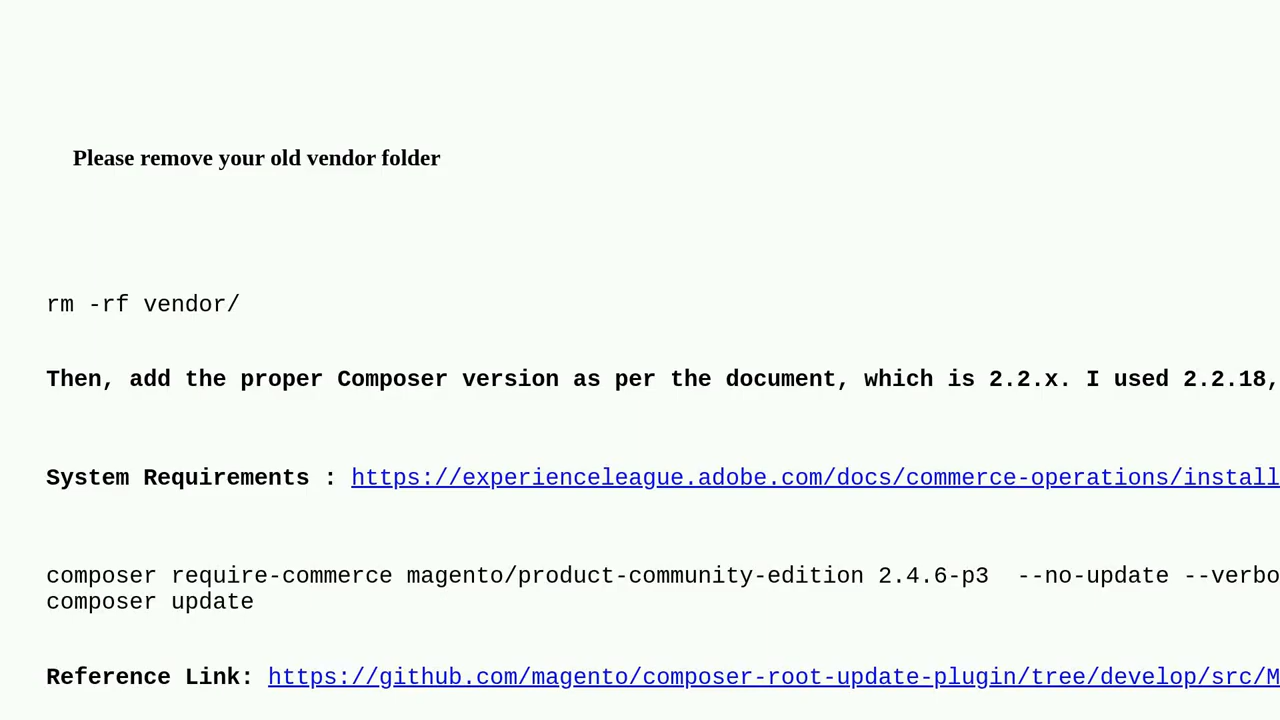 Please remove your old vendor folder
rm -rf vendor/
Then, add the proper Composer version as per the document, which is 2.2.x. I used 2.2.18,
System Requirements : https://experienceleague.adobe.com/docs/commerce-operations/install
composer require-commerce magento/product-community-edition 2.4.6-p3  --no-update --verbo
composer update
Reference Link: https://github.com/magento/composer-root-update-plugin/tree/develop/src/M